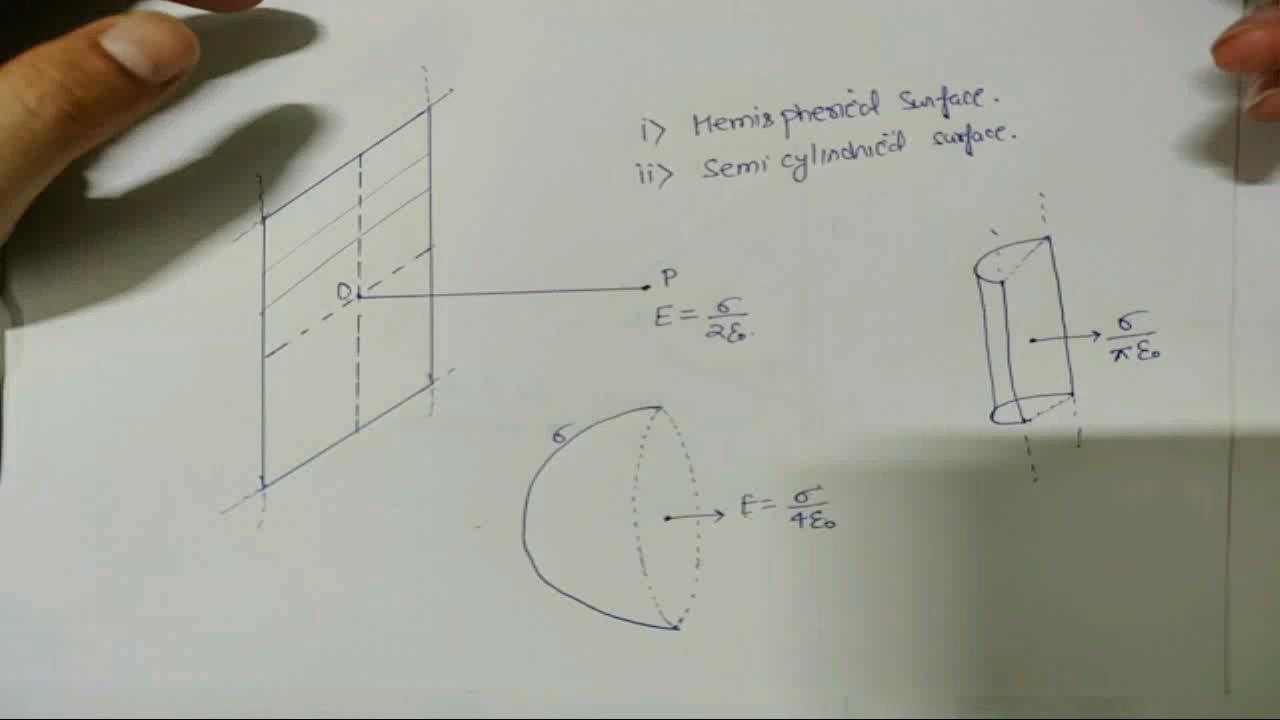 i> Hemispherical surface.
ii> Semi cylindrical surface.
O
P
E = σ/2ε₀.
σ/πε₀
σ
E = σ/4ε₀